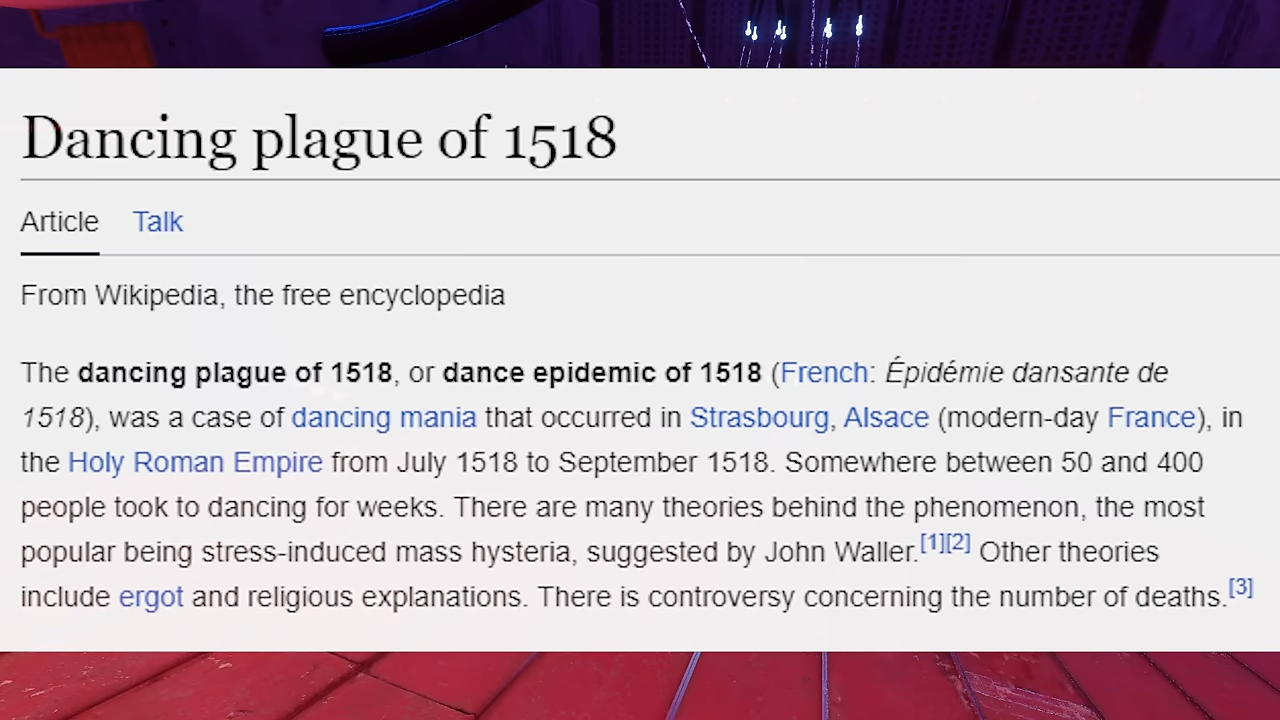 Dancing plague of 1518
Article Talk
From Wikipedia, the free encyclopedia
The dancing plague of 1518, or dance epidemic of 1518 (French: Épidémie dansante de
1518), was a case of dancing mania that occurred in Strasbourg, Alsace (modern-day France), in
the Holy Roman Empire from July 1518 to September 1518. Somewhere between 50 and 400
people took to dancing for weeks. There are many theories behind the phenomenon, the most
popular being stress-induced mass hysteria, suggested by John Waller.[1][2] Other theories
include ergot and religious explanations. There is controversy concerning the number of deaths.[3]